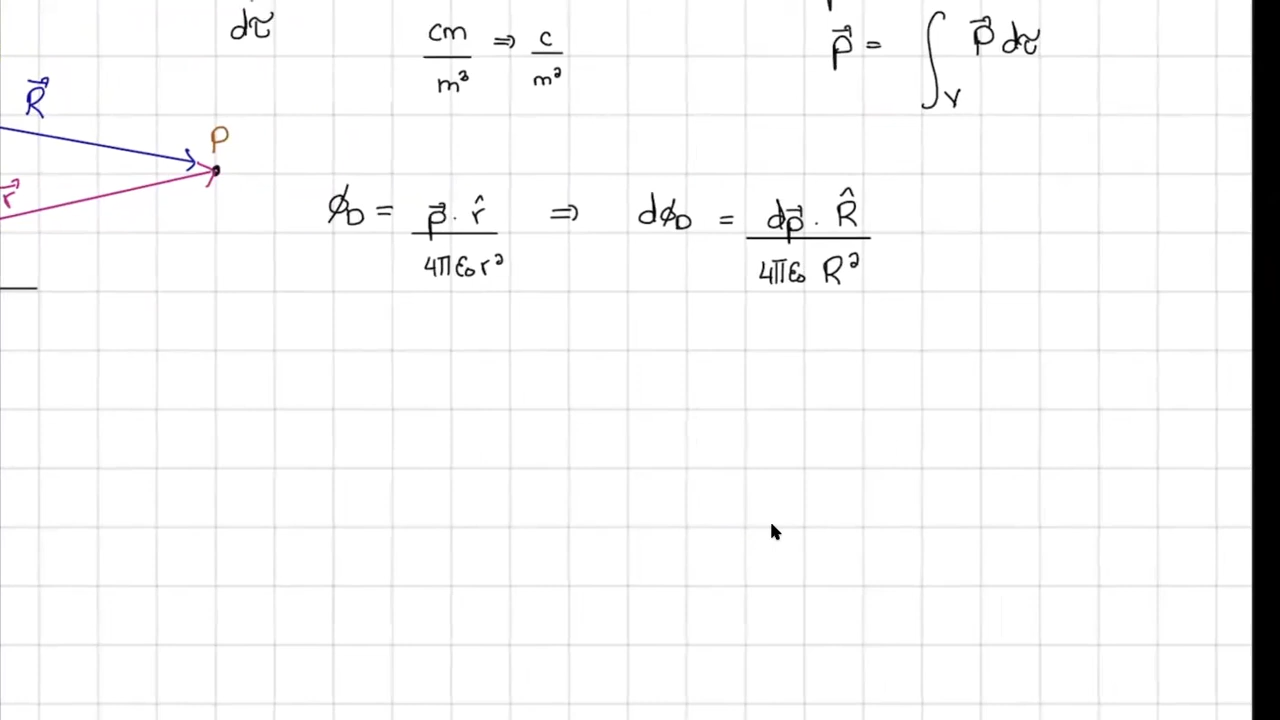 dτ
cm/m³ ⇒ c/m²
p⃗ = ∫_V P⃗ dτ
R⃗
P
r⃗
ϕ_D = p⃗ · r̂ / 4πε₀r² ⇒ dϕ_D = dp⃗ · R̂ / 4πε₀ R²